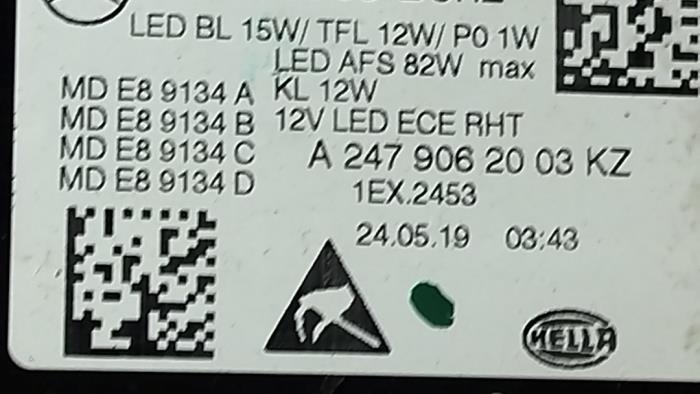 LED BL 15W/ TFL 12W/ PO 1W
LED AFS 82W max
MD E8 9134 A KL 12W
MD E8 9134 B 12V LED ECE RHT
MD E8 9134 C A 247 906 20 03 KZ
MD E8 9134 D 1EX.2453
24.05.19 03:43
HELLA